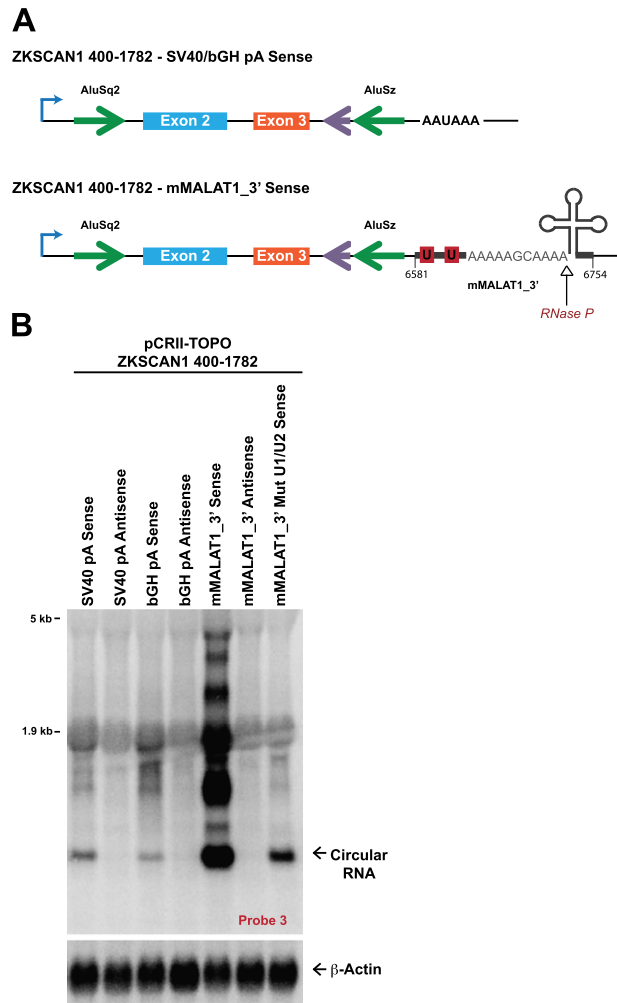 A
ZKSCAN1 400-1782 - SV40/bGH pA Sense
AluSq2
AluSz
Exon 2
Exon 3
AAUAAA
ZKSCAN1 400-1782 - mMALAT1_3' Sense
AluSq2
AluSz
Exon 2
Exon 3
U
U
AAAAAGCAAAA
6581
mMALAT1_3'
6754
RNase P
B
pCRII-TOPO
ZKSCAN1 400-1782
SV40 pA Sense
SV40 pA Antisense
bGH pA Sense
bGH pA Antisense
mMALAT1_3' Sense
mMALAT1_3' Antisense
mMALAT1_3' Mut U1/U2 Sense
5 kb
1.9 kb
Circular
RNA
Probe 3
β-Actin